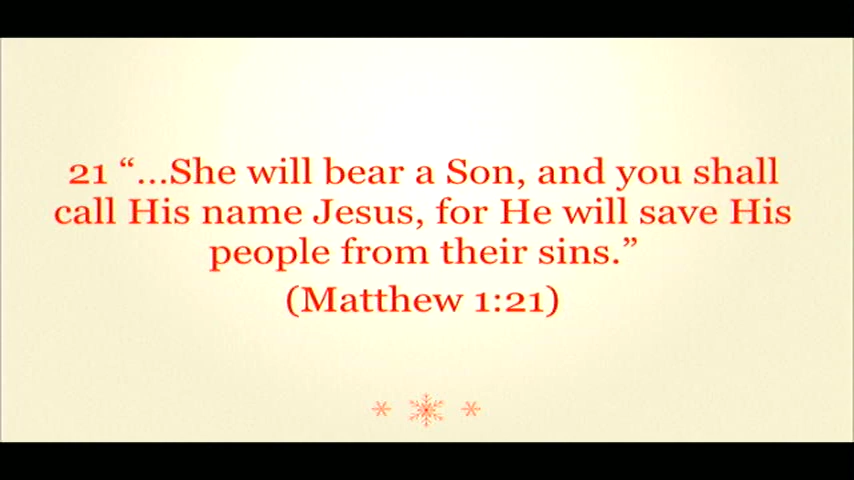 21 “...She will bear a Son, and you shall
call His name Jesus, for He will save His
people from their sins.”
(Matthew 1:21)